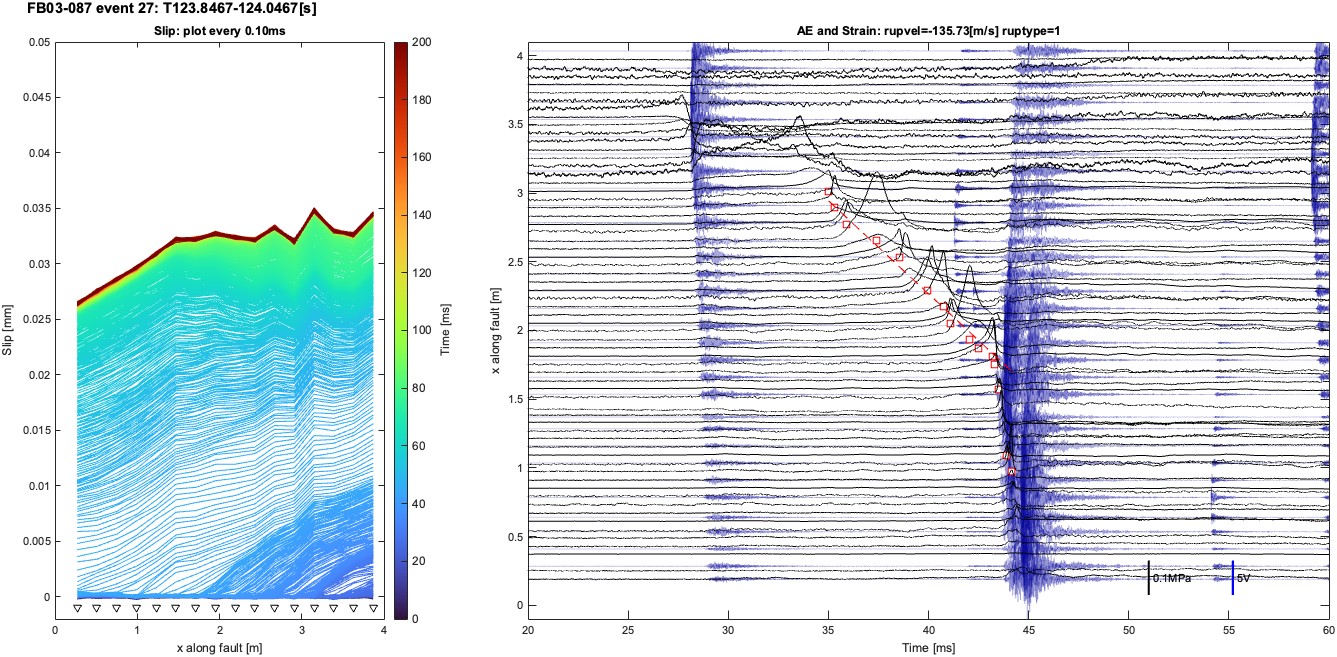 FB03-087 event 27: T123.8467-124.0467[s]
Slip: plot every 0.10ms
0.05
0.045
0.04
0.035
0.03
0.025
0.02
0.015
0.01
0.005
0
Slip [mm]
0 1 2 3 4
x along fault [m]
200
180
160
140
120
100
80
60
40
20
0
Time [ms]
AE and Strain: rupvel=-135.73[m/s] ruptype=1
4
3.5
3
2.5
2
1.5
1
0.5
0
x along fault [m]
0.1MPa
5V
20 25 30 35 40 45 50 55 60
Time [ms]